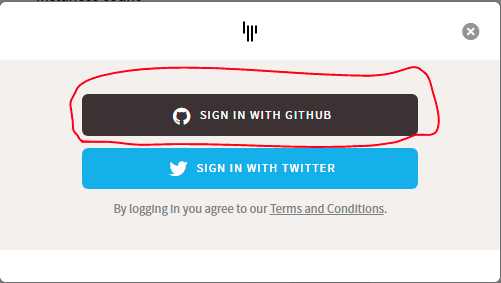 SIGN IN WITH GITHUB
SIGN IN WITH TWITTER
By logging in you agree to our Terms and Conditions.